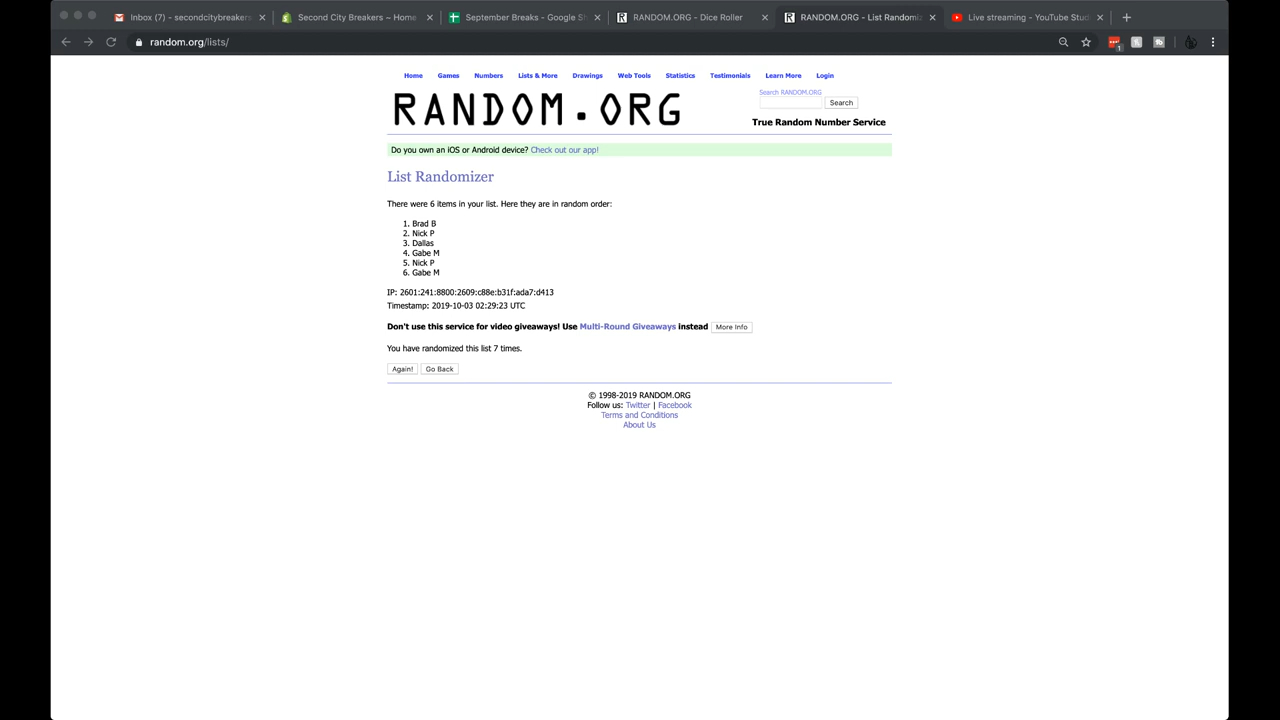 Inbox (7) - secondcitybreakers
Second City Breakers ~ Home
September Breaks - Google S
RANDOM.ORG - Dice Roller
RANDOM.ORG - List Randomiz
Live streaming - YouTube Stud
random.org/lists/
1
Home Games Numbers Lists & More Drawings Web Tools Statistics Testimonials Learn More Login
RANDOM.ORG
Search RANDOM.ORG
Search
True Random Number Service
Do you own an iOS or Android device? Check out our app!
List Randomizer
There were 6 items in your list. Here they are in random order:
1. Brad B
2. Nick P
3. Dallas
4. Gabe M
5. Nick P
6. Gabe M
IP: 2601:241:8800:2609:c88e:b31f:ada7:d413
Timestamp: 2019-10-03 02:29:23 UTC
Don't use this service for video giveaways! Use Multi-Round Giveaways instead More Info
You have randomized this list 7 times.
Again! Go Back
© 1998-2019 RANDOM.ORG
Follow us: Twitter | Facebook
Terms and Conditions
About Us